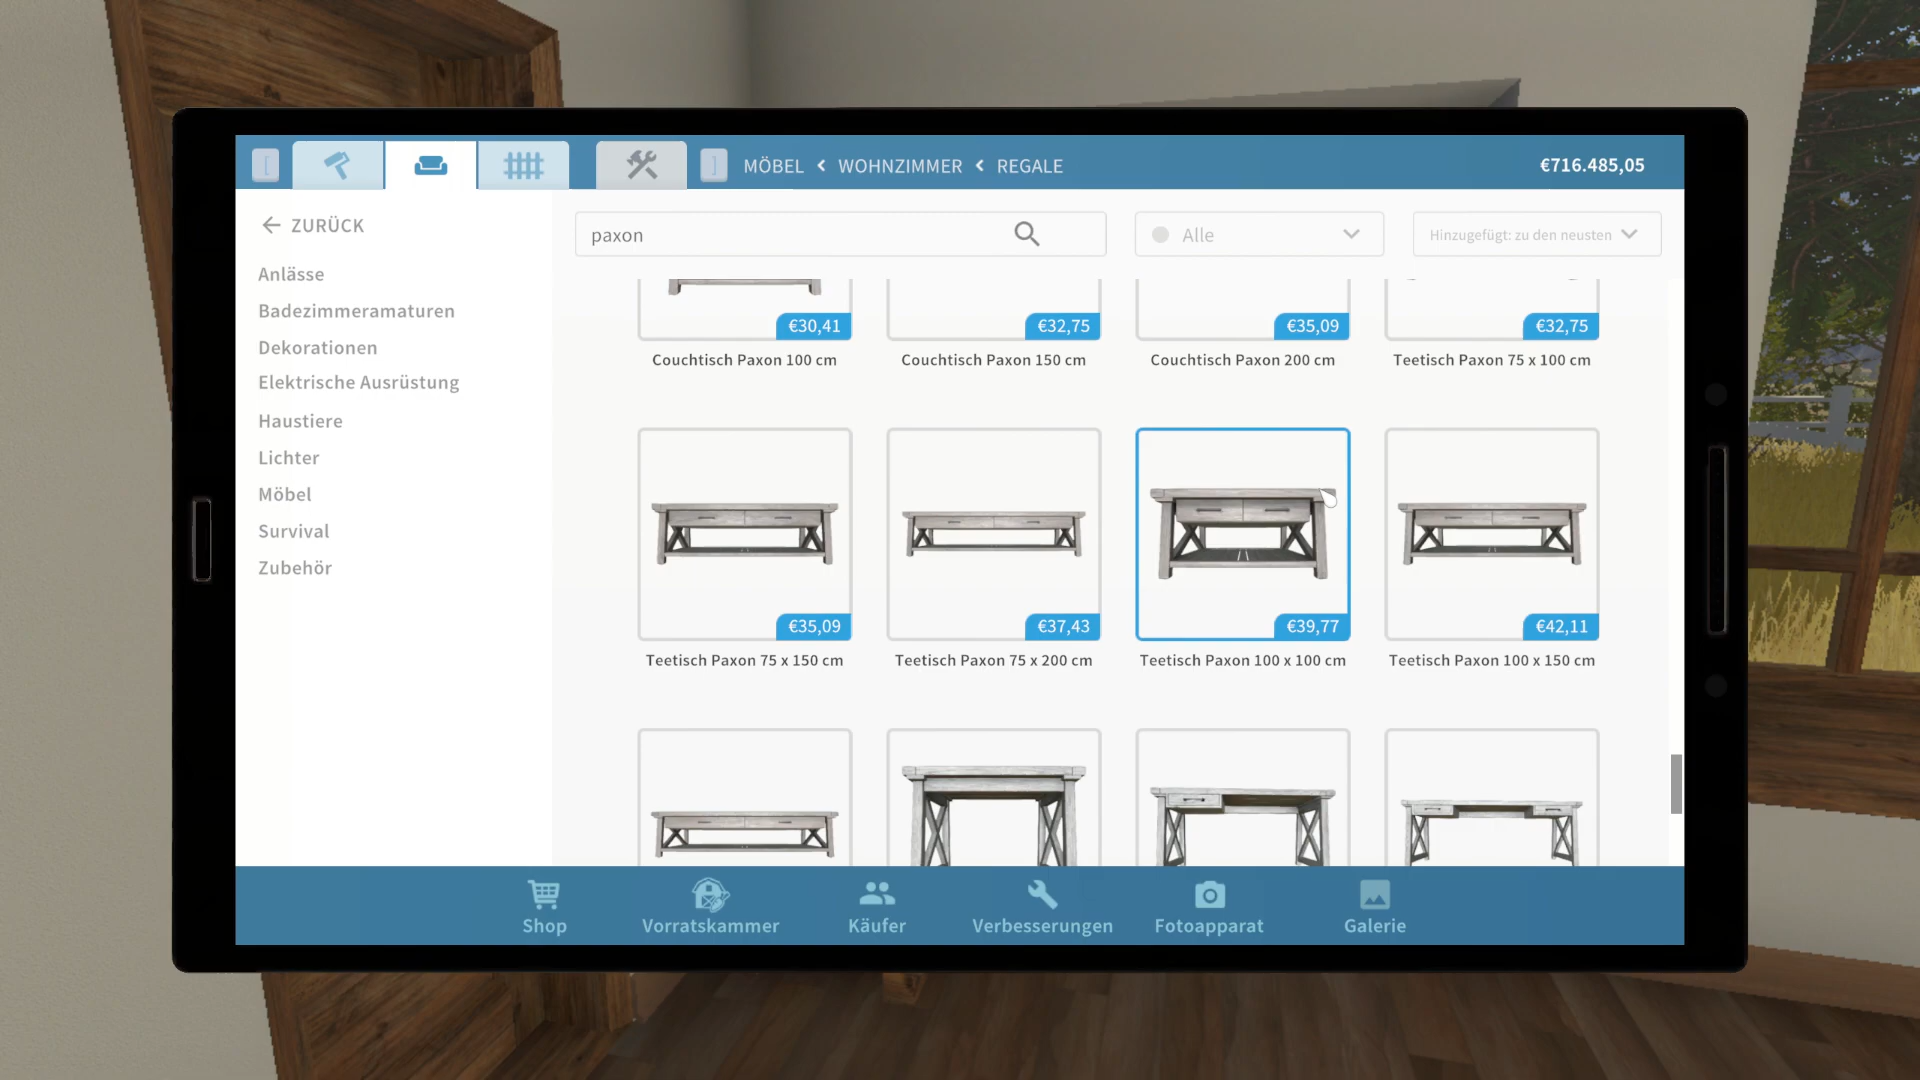 [
]
MÖBEL < WOHNZIMMER < REGALE
€716.485,05
ZURÜCK
paxon
Alle
Hinzugefügt: zu den neusten
Anlässe
Badezimmeramaturen
Dekorationen
Elektrische Ausrüstung
Haustiere
Lichter
Möbel
Survival
Zubehör
€30,41
€32,75
€35,09
€32,75
Couchtisch Paxon 100 cm
Couchtisch Paxon 150 cm
Couchtisch Paxon 200 cm
Teetisch Paxon 75 x 100 cm
€35,09
€37,43
€39,77
€42,11
Teetisch Paxon 75 x 150 cm
Teetisch Paxon 75 x 200 cm
Teetisch Paxon 100 x 100 cm
Teetisch Paxon 100 x 150 cm
Shop
Vorratskammer
Käufer
Verbesserungen
Fotoapparat
Galerie